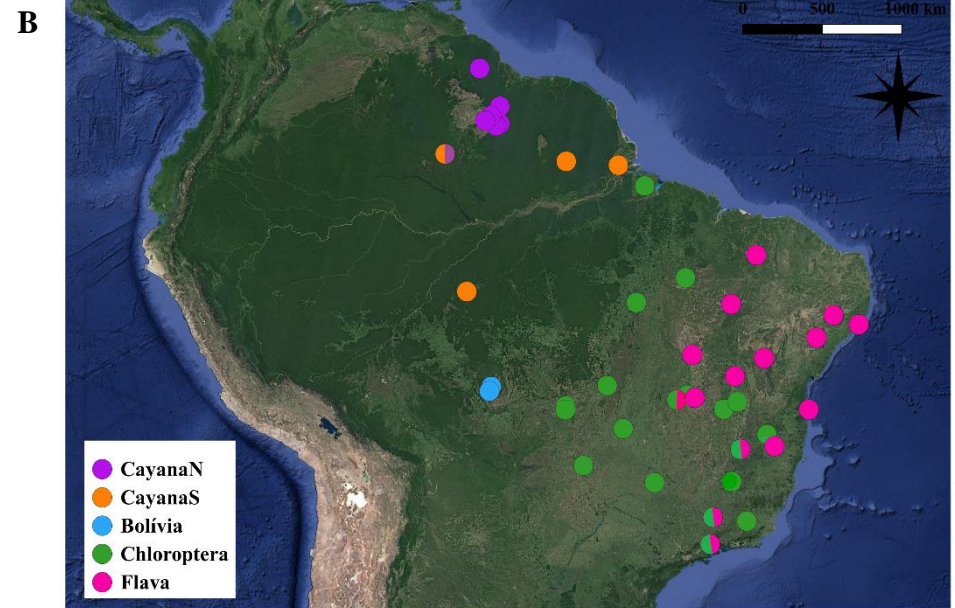 B
0 500 1000 km
CayanaN
CayanaS
Bolívia
Chloroptera
Flava